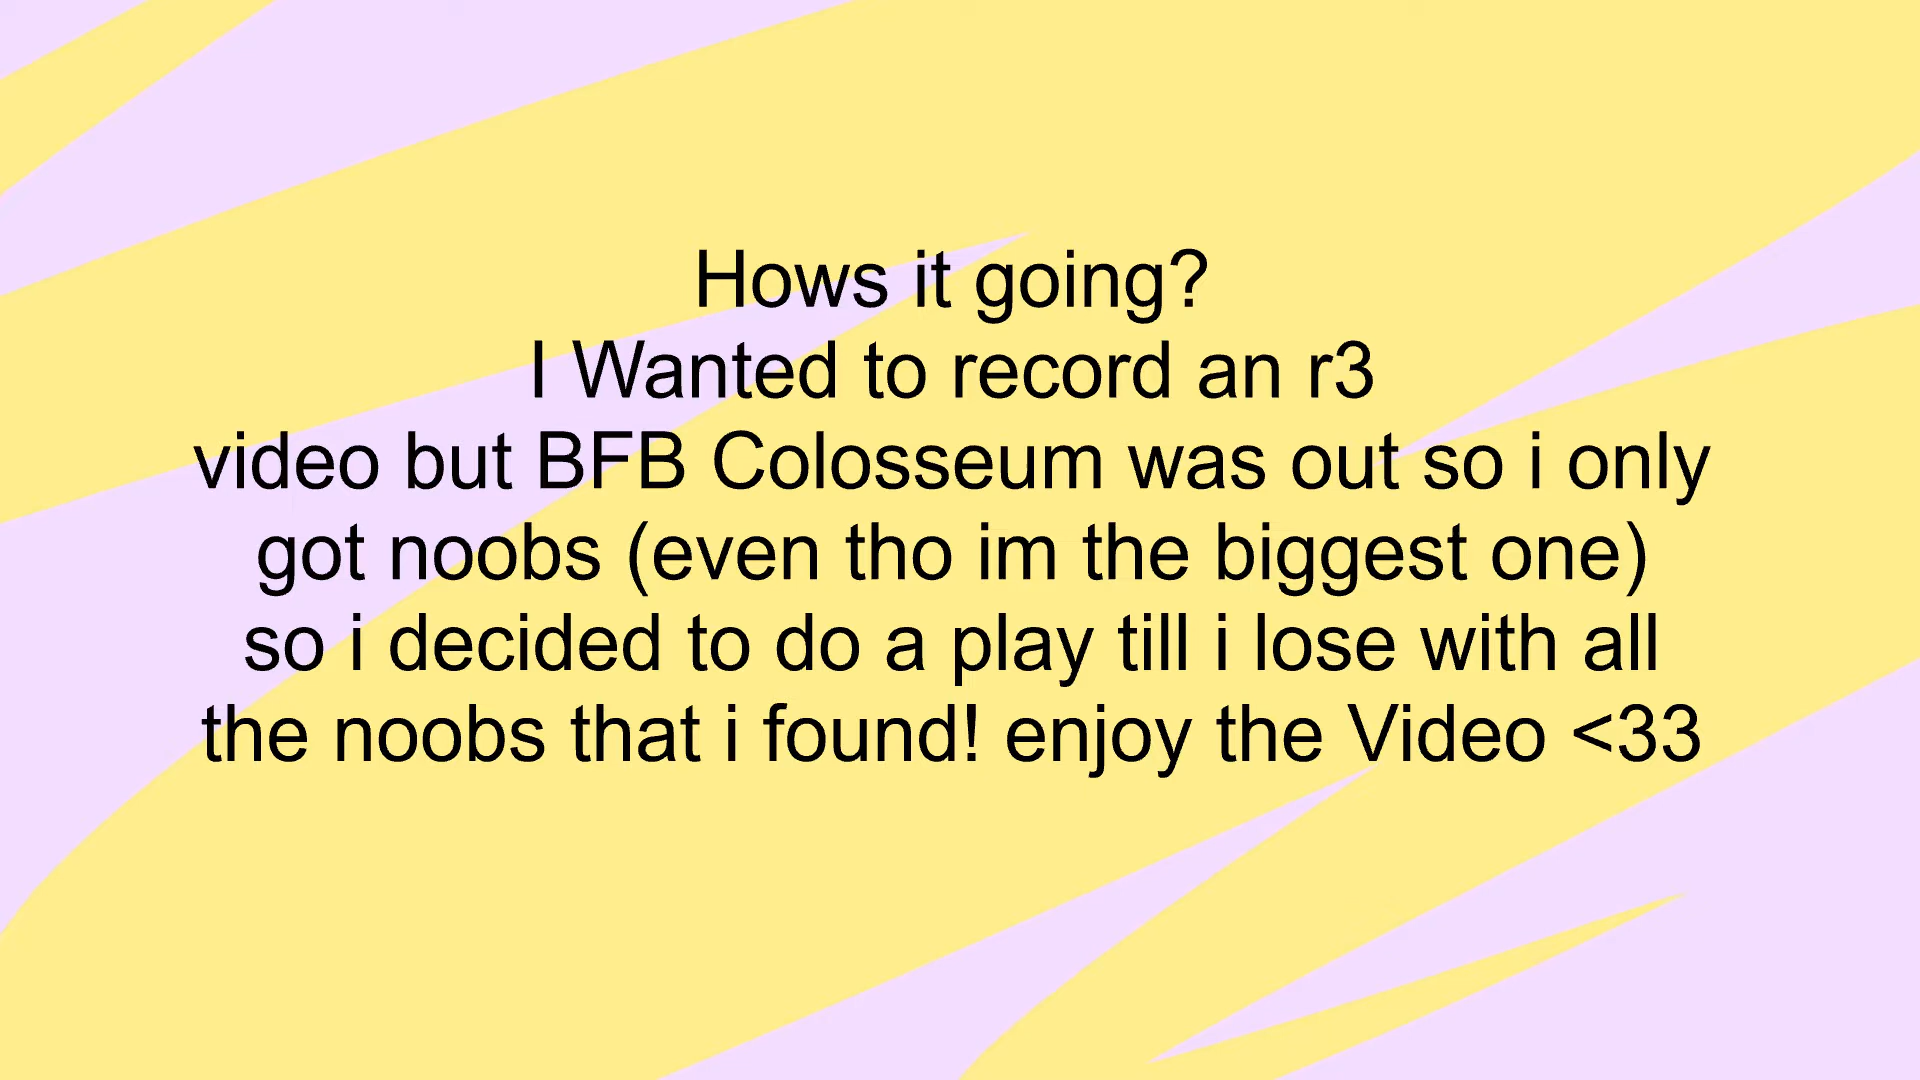 Hows it going?
I Wanted to record an r3
video but BFB Colosseum was out so i only
got noobs (even tho im the biggest one)
so i decided to do a play till i lose with all
the noobs that i found! enjoy the Video <33